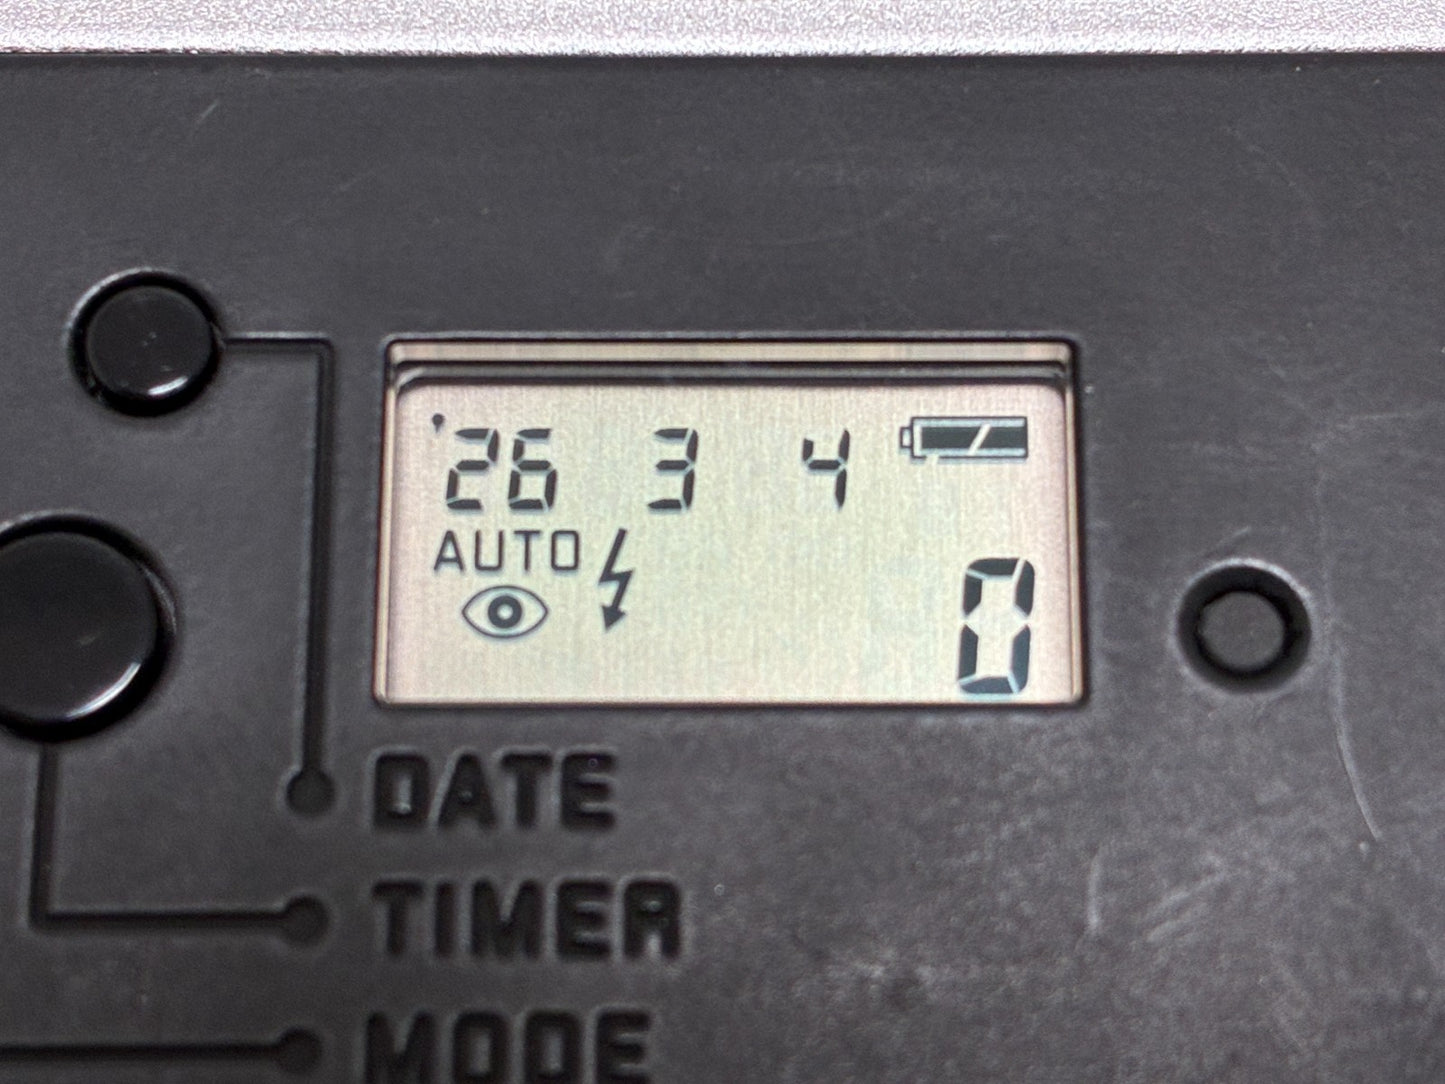 '26 3 4
AUTO
0
DATE
TIMER
MODE